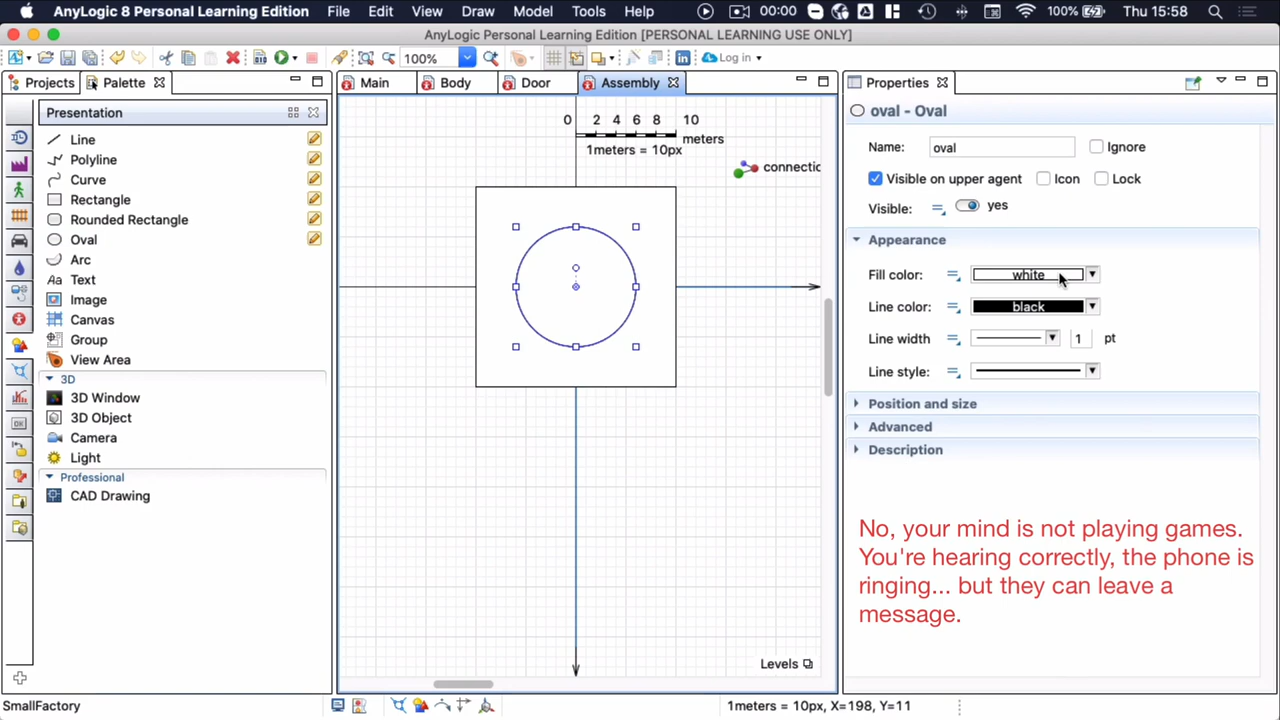 AnyLogic 8 Personal Learning Edition File Edit View Draw Model Tools Help 00:00 100% Thu 15:58
AnyLogic Personal Learning Edition [PERSONAL LEARNING USE ONLY]
100% Log in
Projects Palette Main Body Door Assembly Properties
Presentation
Line
Polyline
Curve
Rectangle
Rounded Rectangle
Oval
Arc
Text
Image
Canvas
Group
View Area
3D
3D Window
3D Object
Camera
Light
Professional
CAD Drawing
0 2 4 6 8 10
meters
1meters = 10px
connectic
Levels
oval - Oval
Name: oval Ignore
Visible on upper agent Icon Lock
Visible: yes
Appearance
Fill color: white
Line color: black
Line width 1 pt
Line style:
Position and size
Advanced
Description
No, your mind is not playing games.
You're hearing correctly, the phone is
ringing... but they can leave a
message.
SmallFactory 1meters = 10px, X=198, Y=11